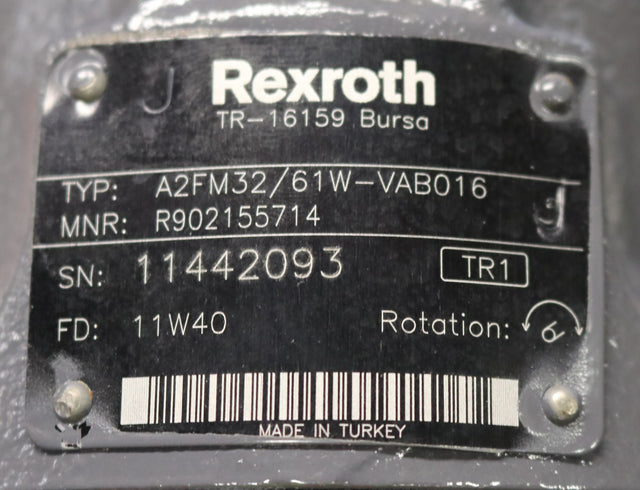 J Rexroth
TR-16159 Bursa
TYP: A2FM32/61W-VAB016
MNR: R902155714
J
SN: 11442093 TR1
FD: 11W40 Rotation:
MADE IN TURKEY